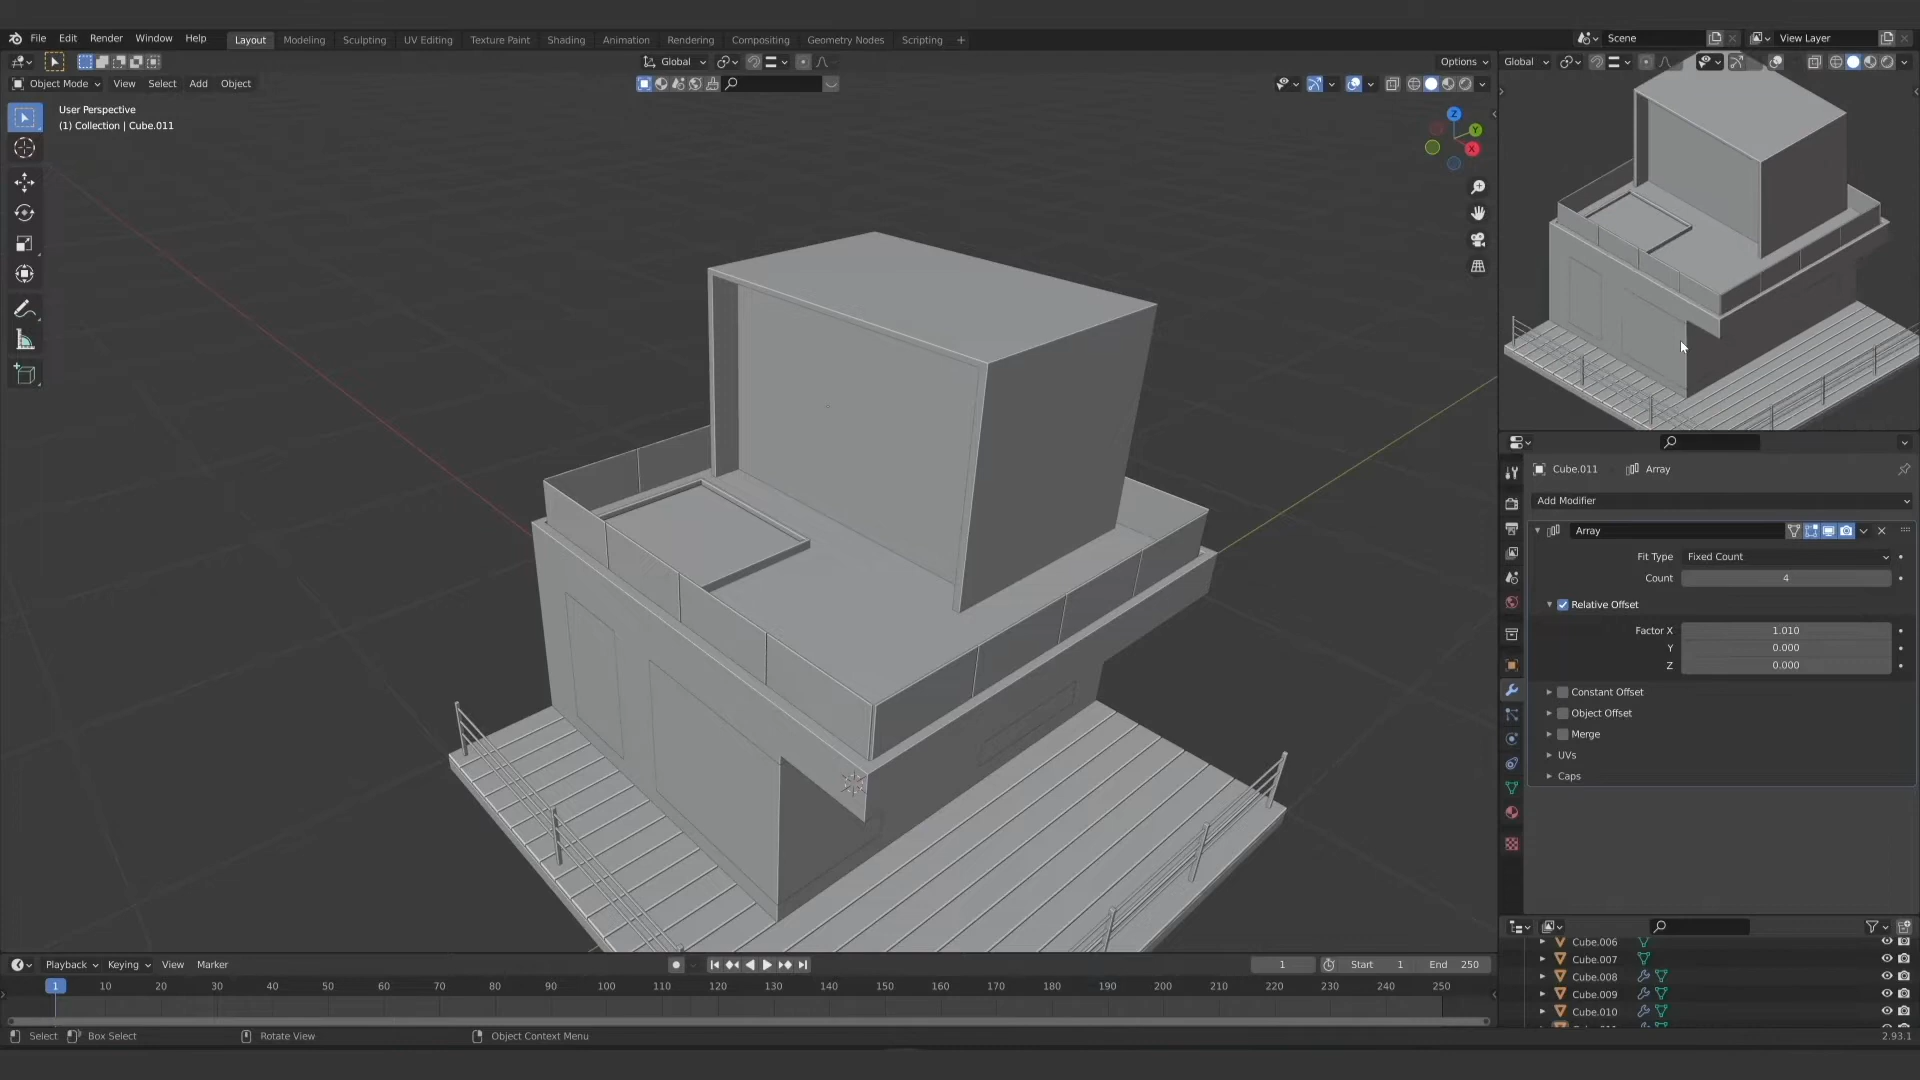 File Edit Render Window Help Layout Modeling Sculpting UV Editing Texture Paint Shading Animation Rendering Compositing Geometry Nodes Scripting + Scene View Layer
Global Options Global
Object Mode View Select Add Object
User Perspective
(1) Collection | Cube.011
Z
Y
X
Cube.011 Array
Add Modifier
Array
Fit Type Fixed Count
Count 4
Relative Offset
Factor X 1.010
Y 0.000
Z 0.000
Constant Offset
Object Offset
Merge
UVs
Caps
Cube.006
Cube.007
Cube.008
Cube.009
Cube.010
Playback Keying View Marker 1 Start 1 End 250
1 10 20 30 40 50 60 70 80 90 100 110 120 130 140 150 160 170 180 190 200 210 220 230 240 250
Select Box Select Rotate View Object Context Menu 2.93.1